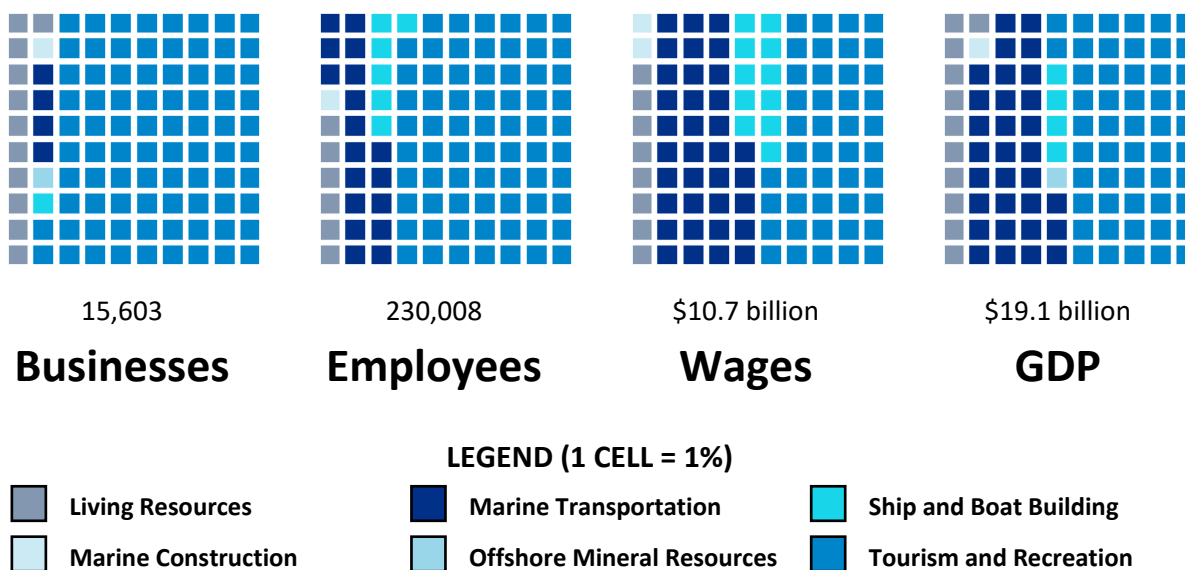 15,603 230,008 $10.7 billion $19.1 billion
Businesses Employees Wages GDP
LEGEND (1 CELL = 1%)
Living Resources Marine Transportation Ship and Boat Building
Marine Construction Offshore Mineral Resources Tourism and Recreation